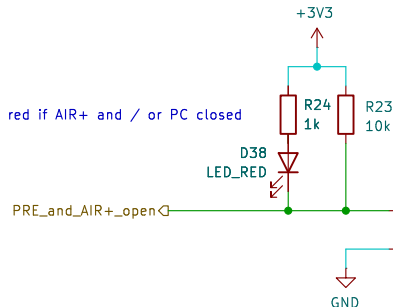 +3V3
R24
1k
R23
10k
red if AIR+ and / or PC closed
D38
LED_RED
PRE_and_AIR+_open
GND